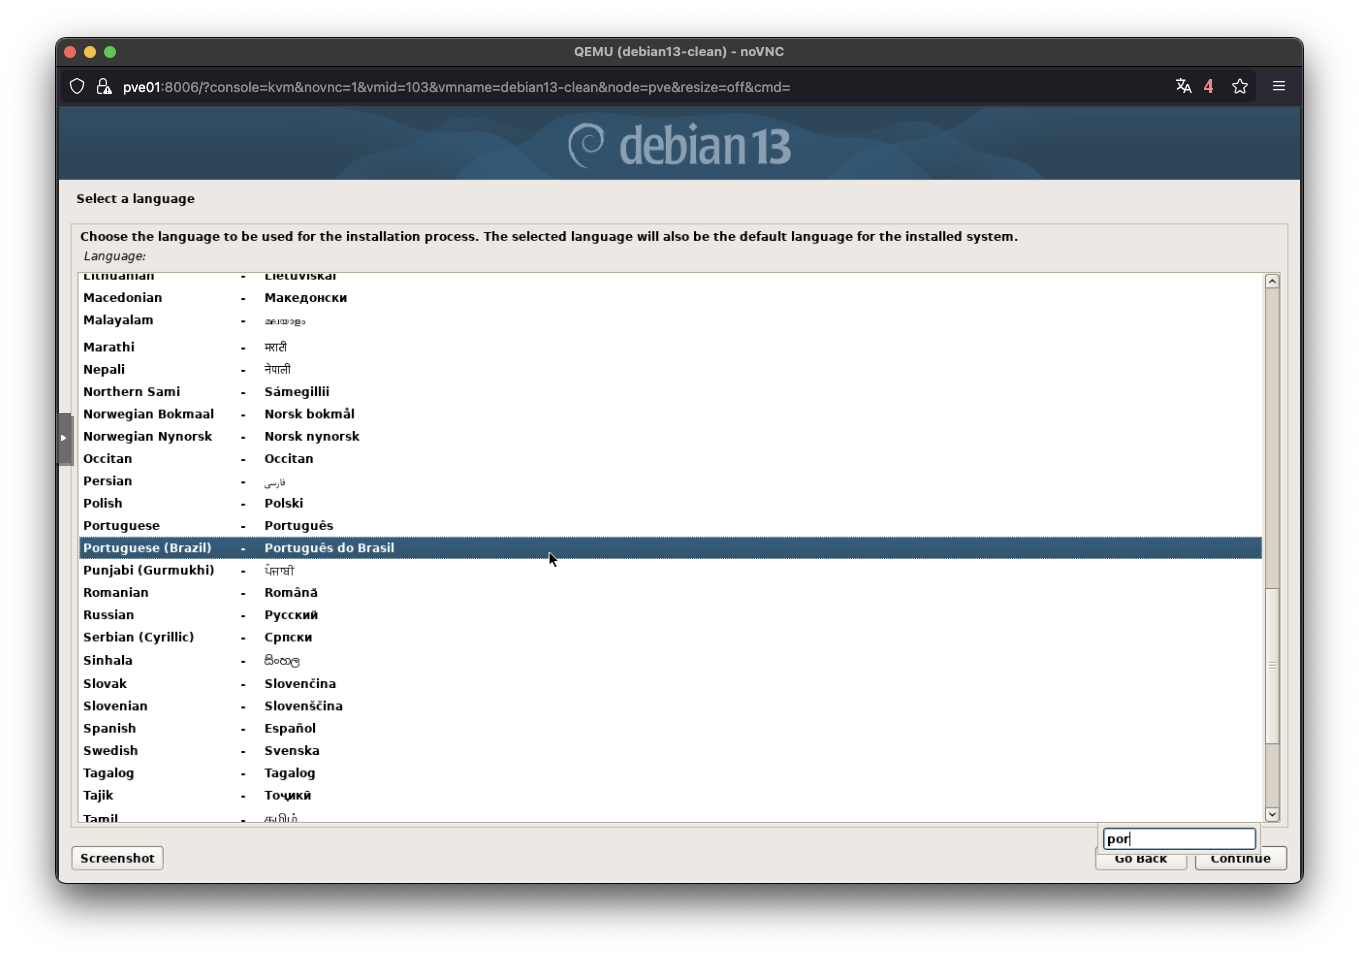 QEMU (debian13-clean) - noVNC
pve01:8006/?console=kvm&novnc=1&vmid=103&vmname=debian13-clean&node=pve&resize=off&cmd=
4
debian 13
Select a language
Choose the language to be used for the installation process. The selected language will also be the default language for the installed system.
Language:
Lithuanian - Lietuviškai
Macedonian - Македонски
Malayalam - മലയാളം
Marathi - मराठी
Nepali - नेपाली
Northern Sami - Sámegillii
Norwegian Bokmaal - Norsk bokmål
Norwegian Nynorsk - Norsk nynorsk
Occitan - Occitan
Persian - فارسی
Polish - Polski
Portuguese - Português
Portuguese (Brazil) - Português do Brasil
Punjabi (Gurmukhi) - ਪੰਜਾਬੀ
Romanian - Română
Russian - Русский
Serbian (Cyrillic) - Српски
Sinhala - සිංහල
Slovak - Slovenčina
Slovenian - Slovenščina
Spanish - Español
Swedish - Svenska
Tagalog - Tagalog
Tajik - Тоҷикӣ
Tamil - தமிழ்
por
Screenshot
Go Back
Continue